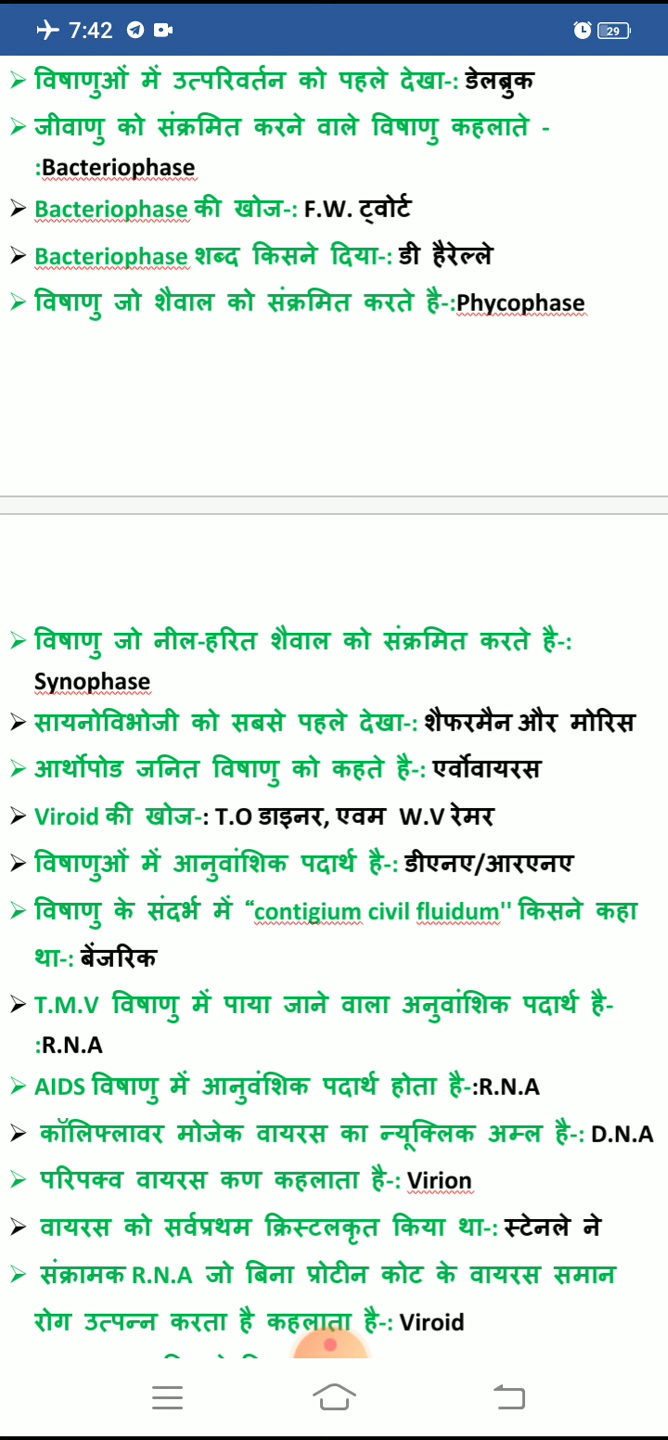 7:42
29
➢ विषाणुओं में उत्परिवर्तन को पहले देखा-: डेलब्रुक
➢ जीवाणु को संक्रमित करने वाले विषाणु कहलाते -
:Bacteriophase
➢ Bacteriophase की खोज-: F.W. ट्वोर्ट
➢ Bacteriophase शब्द किसने दिया-: डी हैरेल्ले
➢ विषाणु जो शैवाल को संक्रमित करते है-:Phycophase
➢ विषाणु जो नील-हरित शैवाल को संक्रमित करते है-:
Synophase
➢ सायनोविभोजी को सबसे पहले देखा-: शैफरमैन और मोरिस
➢ आर्थोपोड जनित विषाणु को कहते है-: एर्वोवायरस
➢ Viroid की खोज-: T.O डाइनर, एवम W.V रेमर
➢ विषाणुओं में आनुवांशिक पदार्थ है-: डीएनए/आरएनए
➢ विषाणु के संदर्भ में “contigium civil fluidum'' किसने कहा
था-: बेंजरिक
➢ T.M.V विषाणु में पाया जाने वाला अनुवांशिक पदार्थ है-
:R.N.A
➢ AIDS विषाणु में आनुवंशिक पदार्थ होता है-:R.N.A
➢ कॉलिफ्लावर मोजेक वायरस का न्यूक्लिक अम्ल है-: D.N.A
➢ परिपक्व वायरस कण कहलाता है-: Virion
➢ वायरस को सर्वप्रथम क्रिस्टलकृत किया था-: स्टेनले ने
➢ संक्रामक R.N.A जो बिना प्रोटीन कोट के वायरस समान
रोग उत्पन्न करता है कहलाता है-: Viroid